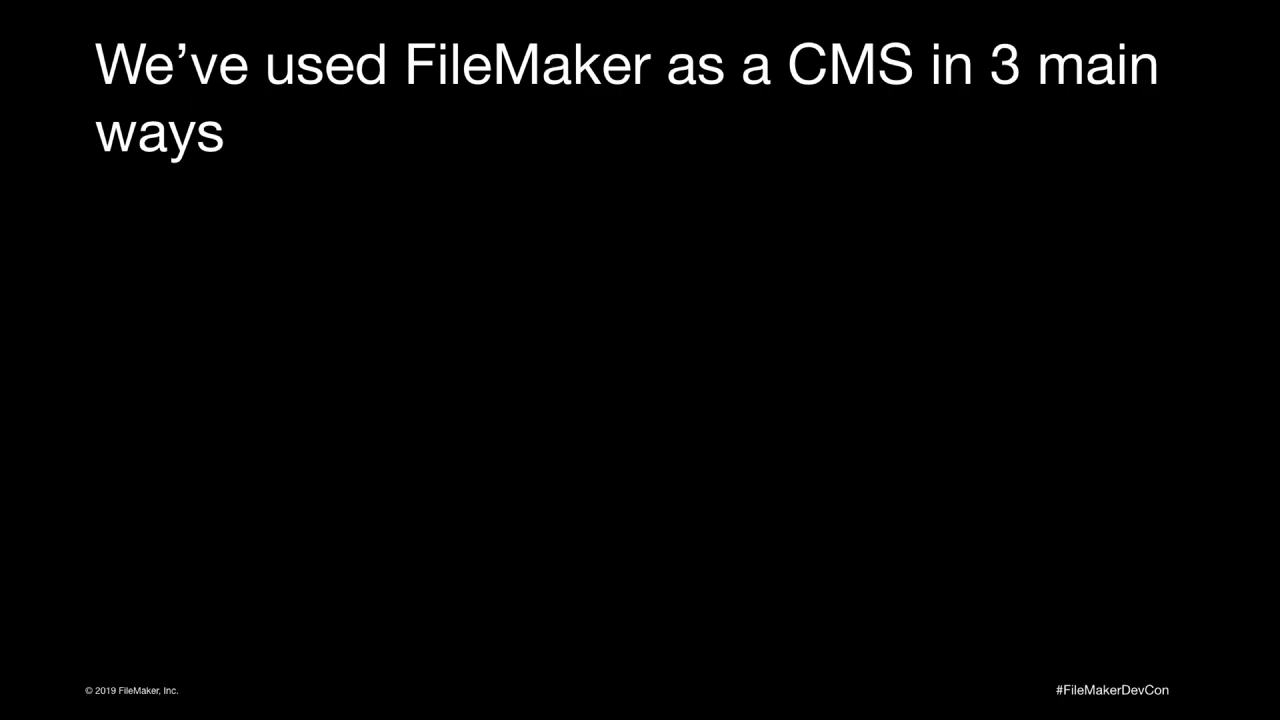 We’ve used FileMaker as a CMS in 3 main
ways
© 2019 FileMaker, Inc.
#FileMakerDevCon